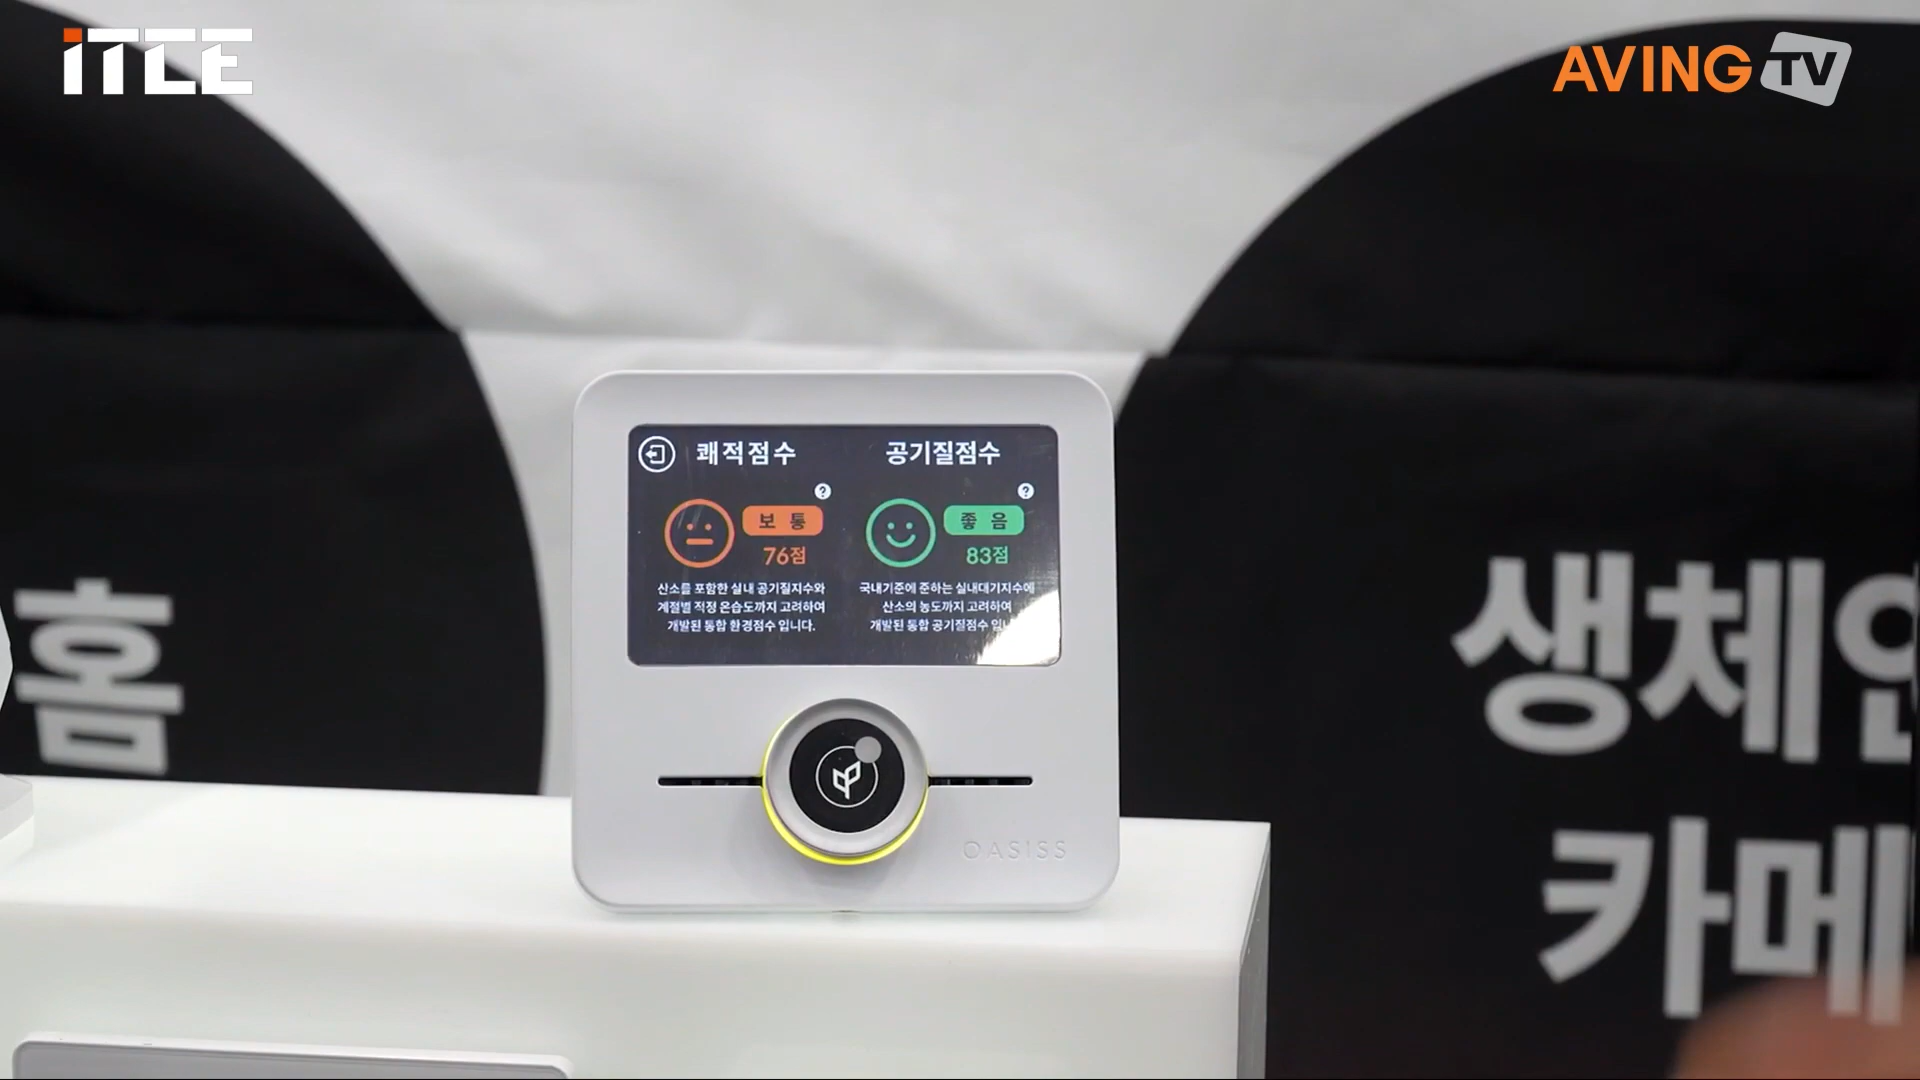 iTCE
AVING TV
쾌적점수
공기질점수
?
?
보통
좋음
76점
83점
산소를 포함한 실내 공기질지수와
계절별 적정 온습도까지 고려하여
개발된 통합 환경점수 입니다.
국내기준에 준하는 실내대기지수에
산소의 농도까지 고려하여
개발된 통합 공기질점수
OASISS
홈
생체
카메